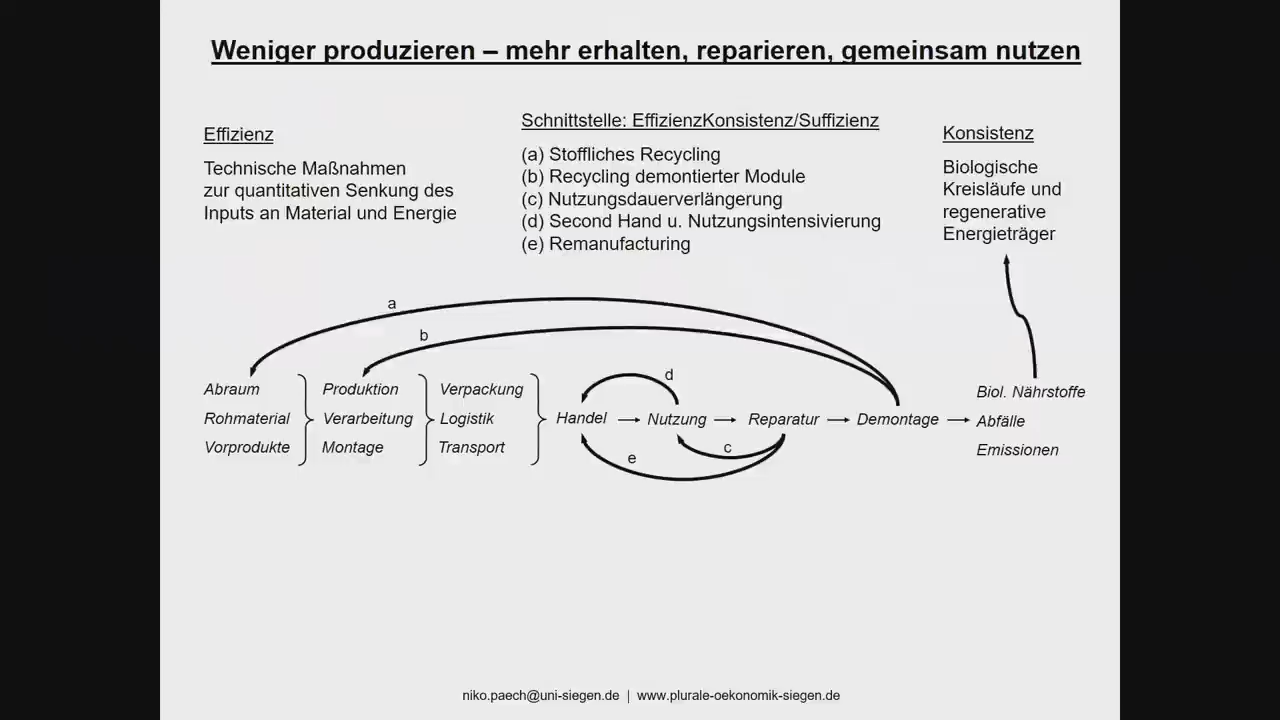 Weniger produzieren – mehr erhalten, reparieren, gemeinsam nutzen
Effizienz
Technische Maßnahmen
zur quantitativen Senkung des
Inputs an Material und Energie
Schnittstelle: EffizienzKonsistenz/Suffizienz
(a) Stoffliches Recycling
(b) Recycling demontierter Module
(c) Nutzungsdauerverlängerung
(d) Second Hand u. Nutzungsintensivierung
(e) Remanufacturing
Konsistenz
Biologische
Kreisläufe und
regenerative
Energieträger
a
b
d
c
e
Abraum
Rohmaterial
Vorprodukte
Produktion
Verarbeitung
Montage
Verpackung
Logistik
Transport
Handel
Nutzung
Reparatur
Demontage
Biol. Nährstoffe
Abfälle
Emissionen
niko.paech@uni-siegen.de | www.plurale-oekonomik-siegen.de